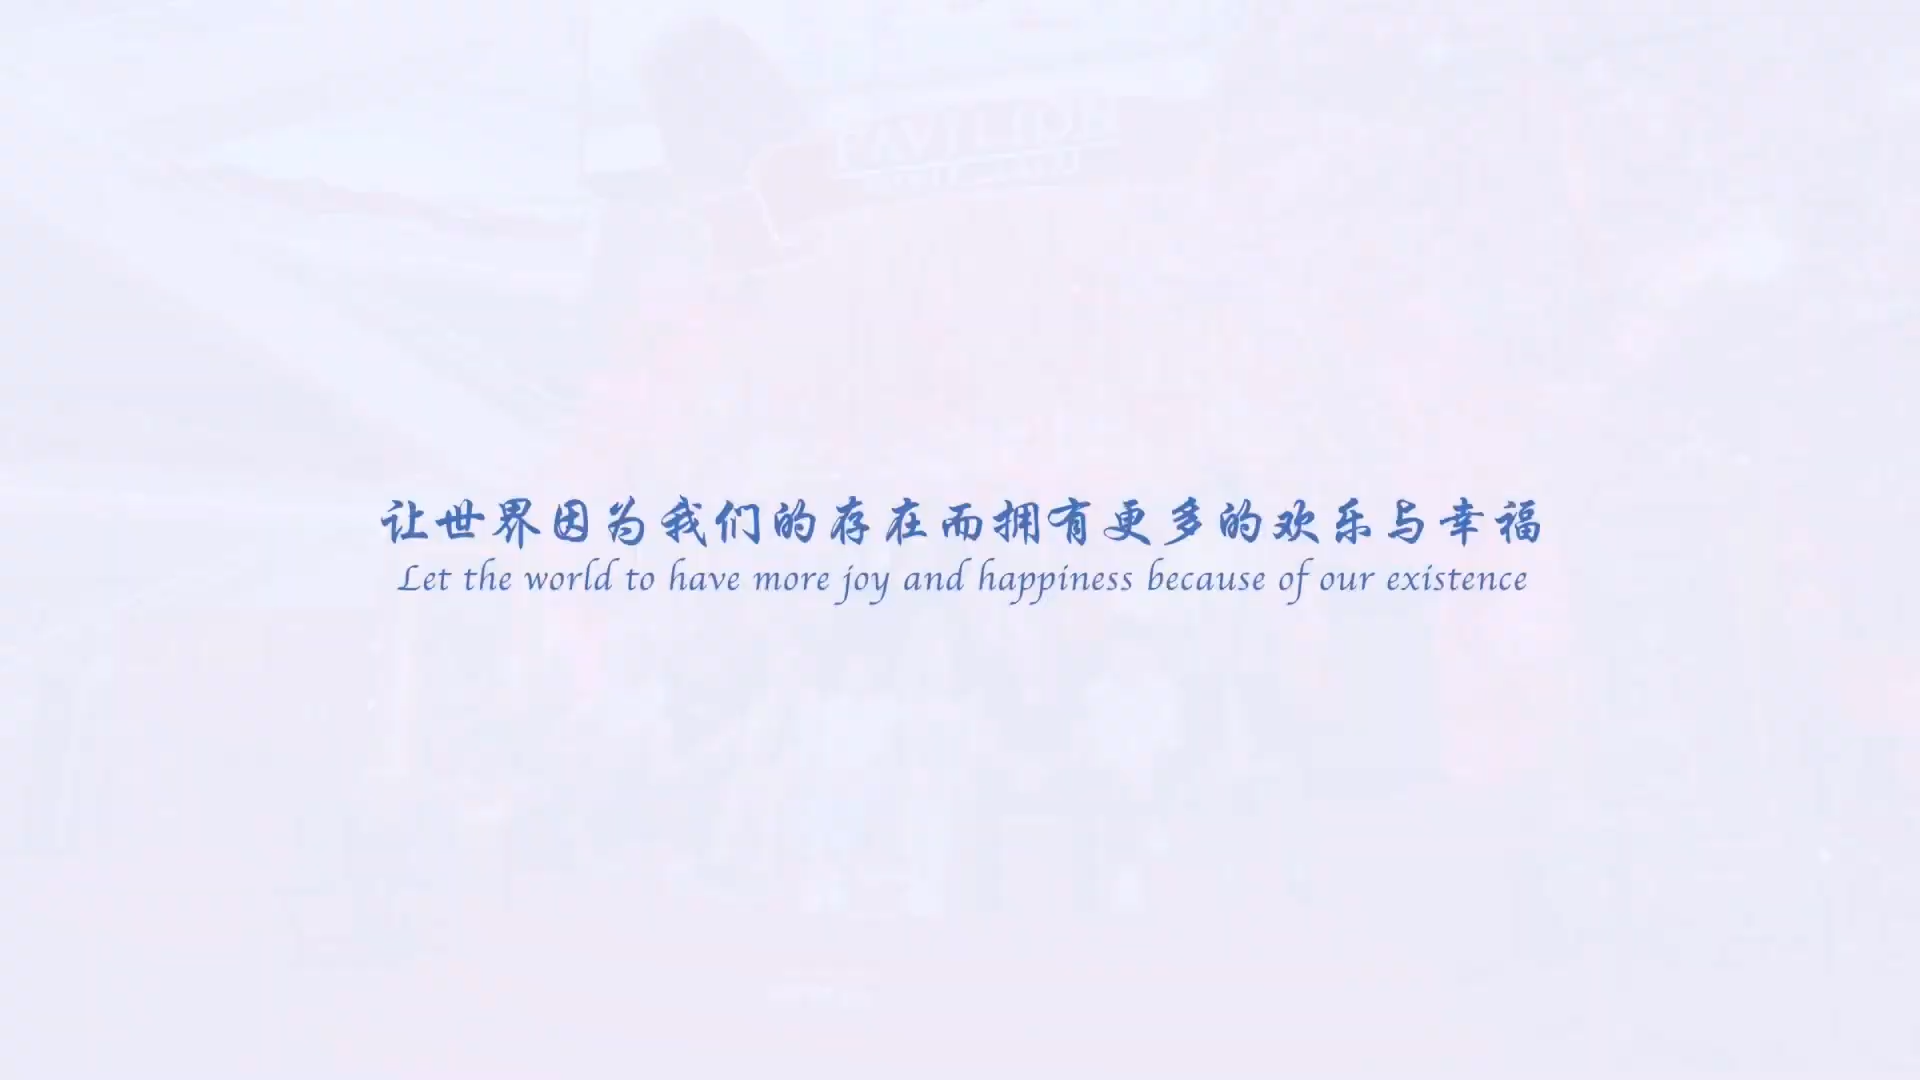 PAVILION
让世界因为我们的存在而拥有更多的欢乐与幸福
Let the world to have more joy and happiness because of our existence